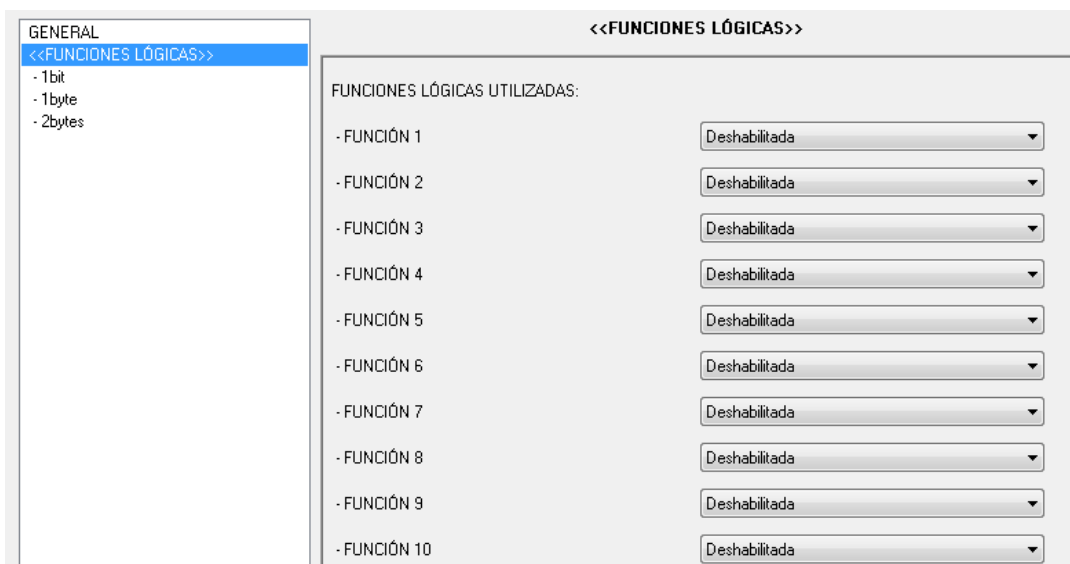 GENERAL
<<FUNCIONES LÓGICAS>>
- 1bit
- 1byte
- 2bytes
<<FUNCIONES LÓGICAS>>
FUNCIONES LÓGICAS UTILIZADAS:
- FUNCIÓN 1 Deshabilitada
- FUNCIÓN 2 Deshabilitada
- FUNCIÓN 3 Deshabilitada
- FUNCIÓN 4 Deshabilitada
- FUNCIÓN 5 Deshabilitada
- FUNCIÓN 6 Deshabilitada
- FUNCIÓN 7 Deshabilitada
- FUNCIÓN 8 Deshabilitada
- FUNCIÓN 9 Deshabilitada
- FUNCIÓN 10 Deshabilitada